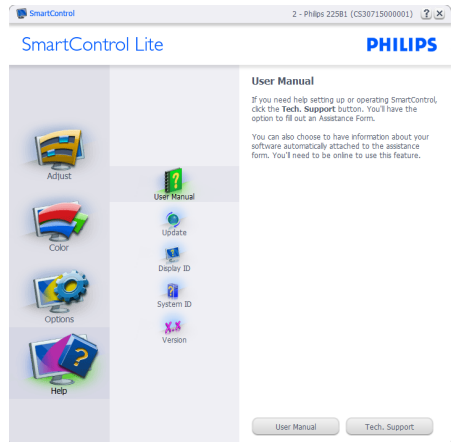 SmartControl
2 - Philips 225B1 (CS30715000001)
? X
SmartControl Lite
PHILIPS
Adjust
Color
Options
Help
User Manual
Update
Display ID
System ID
X.X
Version
User Manual
If you need help setting up or operating SmartControl,
click the Tech. Support button. You'll have the
option to fill out an Assistance Form.
You can also choose to have information about your
software automatically attached to the assistance
form. You'll need to be online to use this feature.
User Manual
Tech. Support